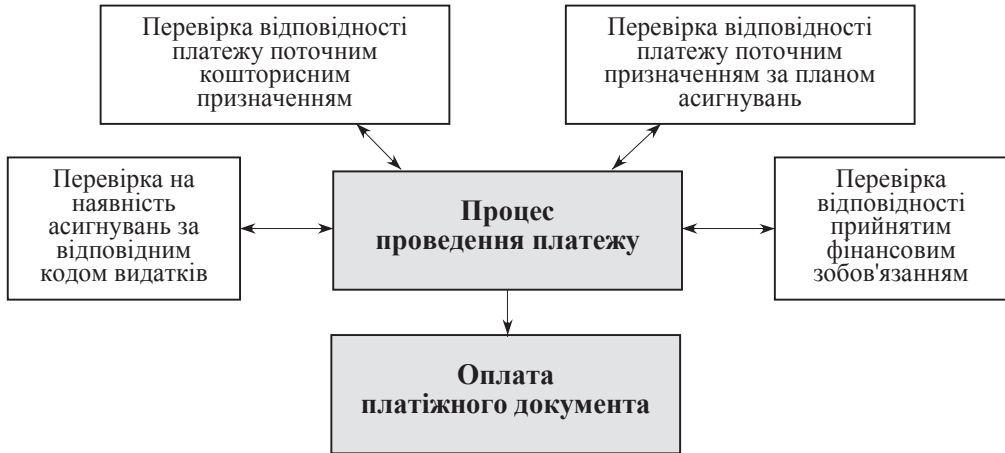 Перевірка відповідності
платежу поточним
кошторисним
призначенням
Перевірка відповідності
платежу поточним
призначенням за планом
асигнувань
Перевірка на
наявність
асигнувань за
відповідним
кодом видатків
Процес
проведення платежу
Перевірка
відповідності
прийнятим
фінансовим
зобов'язанням
Оплата
платіжного документа